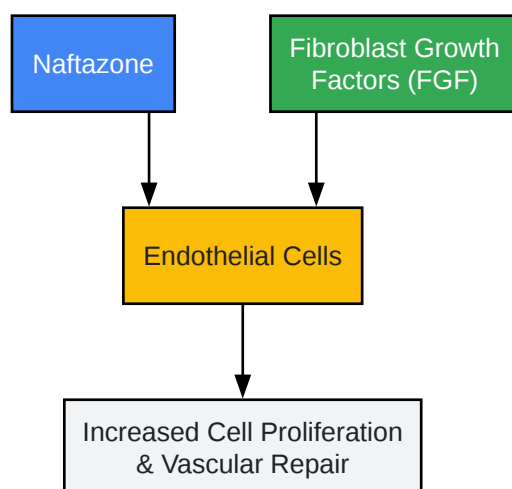 Naftazone
Fibroblast Growth
Factors (FGF)
Endothelial Cells
Increased Cell Proliferation
& Vascular Repair